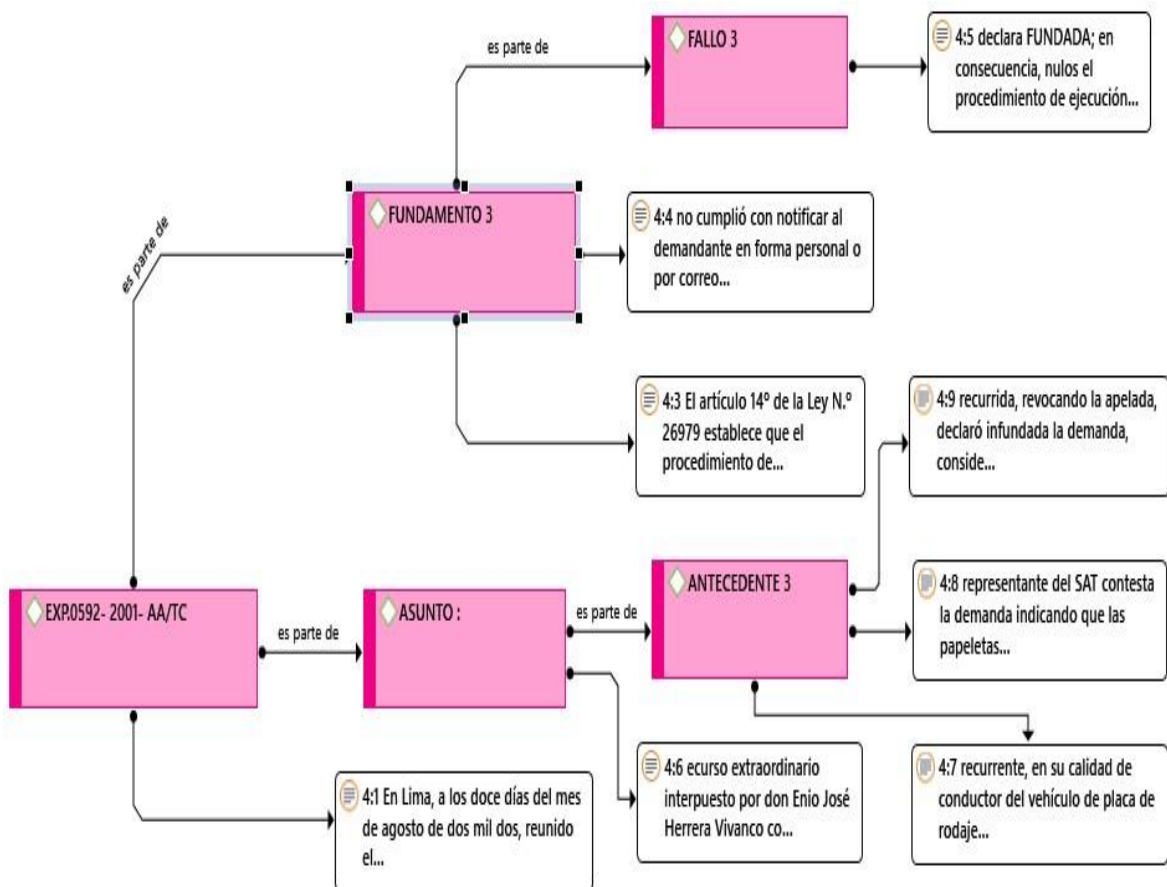 es parte de
FALLO 3
4:5 declara FUNDADA; en
consecuencia, nulos el
procedimiento de ejecución...
es parte de
FUNDAMENTO 3
4:4 no cumplió con notificar al
demandante en forma personal o
por correo...
4:3 El artículo 14º de la Ley N.º
26979 establece que el
procedimiento de...
4:9 recurrida, revocando la apelada,
declaró infundada la demanda,
conside...
EXP.0592- 2001- AA/TC
es parte de
ASUNTO :
es parte de
ANTECEDENTE 3
4:8 representante del SAT contesta
la demanda indicando que las
papeletas...
4:1 En Lima, a los doce días del mes
de agosto de dos mil dos, reunido
el...
4:6 ecurso extraordinario
interpuesto por don Enio José
Herrera Vivanco co...
4:7 recurrente, en su calidad de
conductor del vehículo de placa de
rodaje...